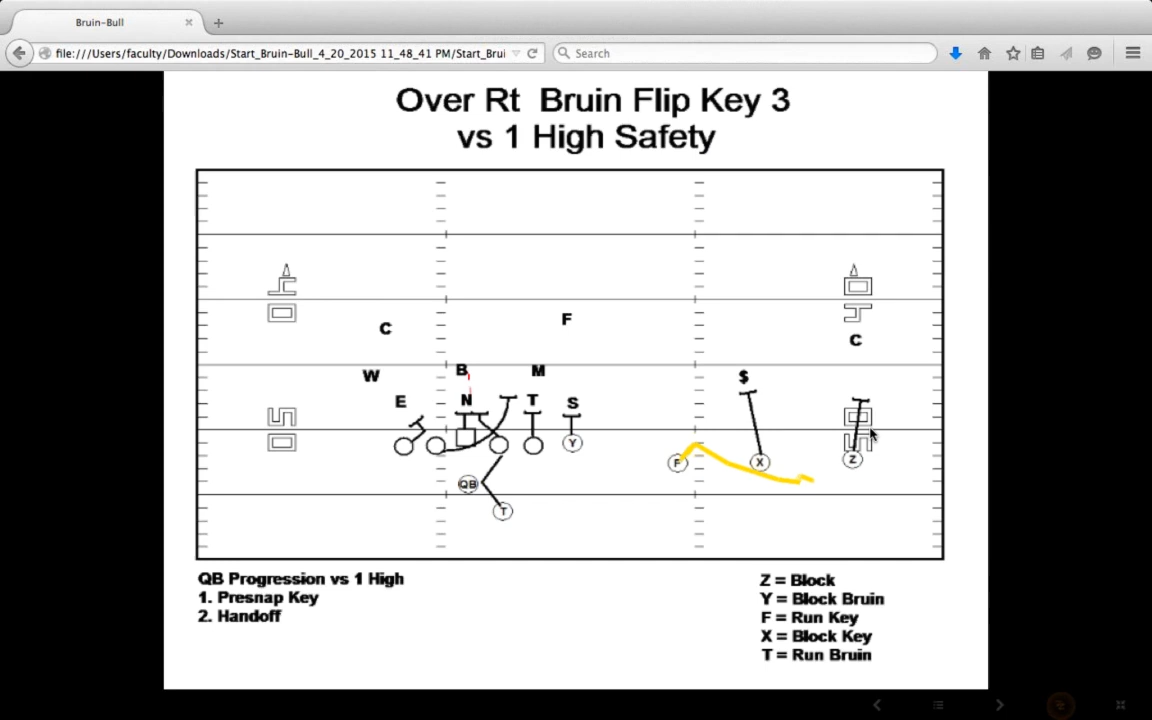 Bruin-Bull
file:///Users/faculty/Downloads/Start_Bruin-Bull_4_20_2015 11_48_41 PM/Start_Brui
Search
Over Rt Bruin Flip Key 3
vs 1 High Safety
C
F
C
W
B
M
$
E
N
T
S
Y
F
X
Z
QB
T
QB Progression vs 1 High
1. Presnap Key
2. Handoff
Z = Block
Y = Block Bruin
F = Run Key
X = Block Key
T = Run Bruin